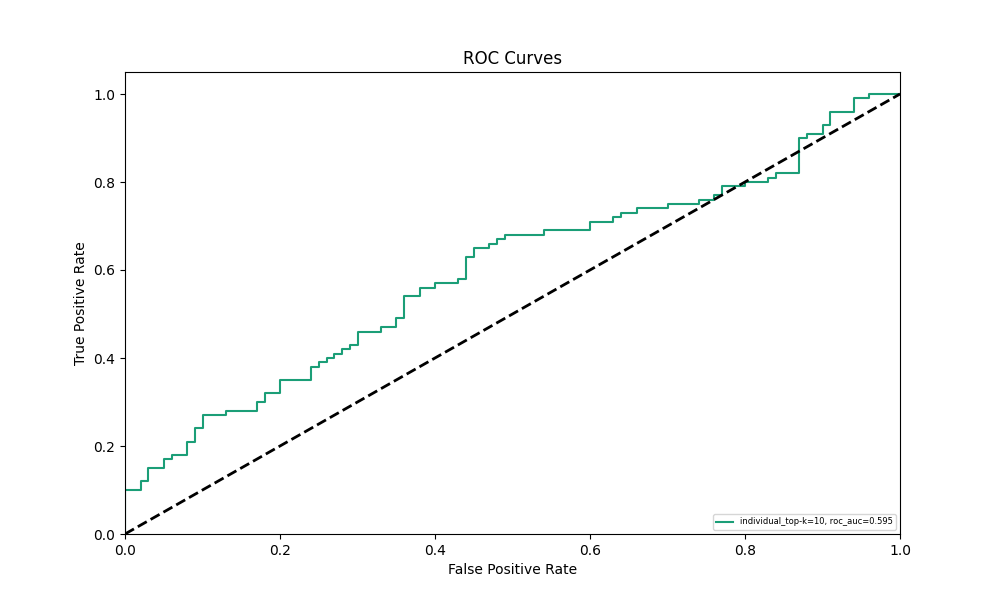 ROC Curves
True Positive Rate
1.0
0.8
0.6
0.4
0.2
0.0
individual_top-k=10, roc_auc=0.595
0.0 0.2 0.4 0.6 0.8 1.0
False Positive Rate